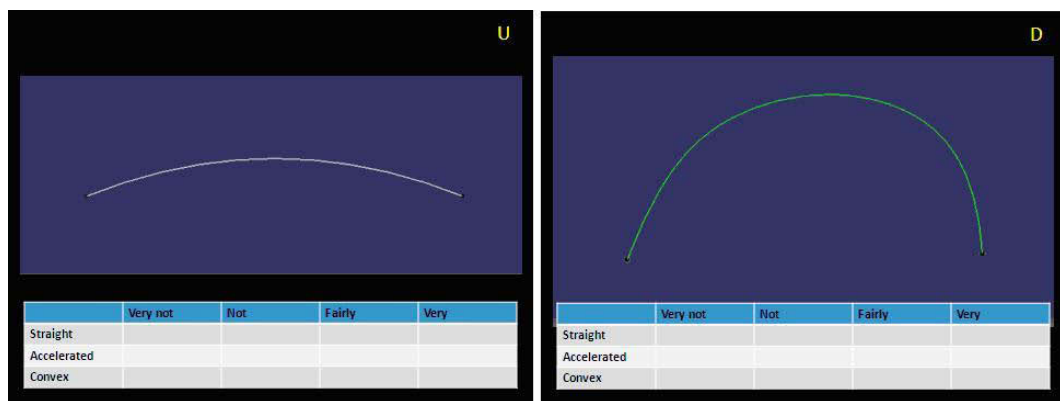 U
Very not Not Fairly Very
Straight
Accelerated
Convex
D
Very not Not Fairly Very
Straight
Accelerated
Convex